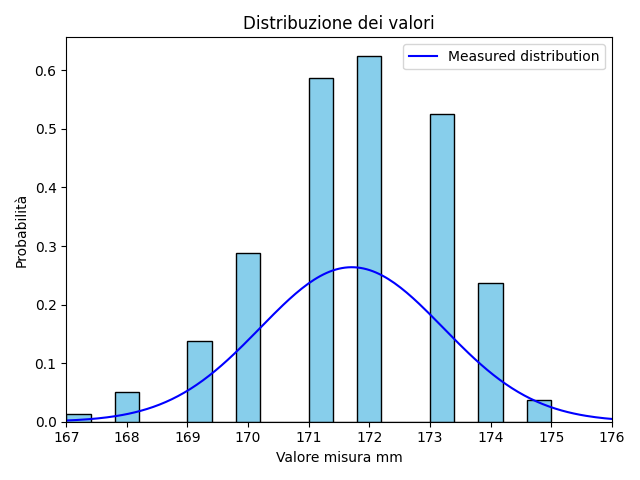 Distribuzione dei valori
Measured distribution
Probabilità
0.6
0.5
0.4
0.3
0.2
0.1
0.0
167 168 169 170 171 172 173 174 175 176
Valore misura mm